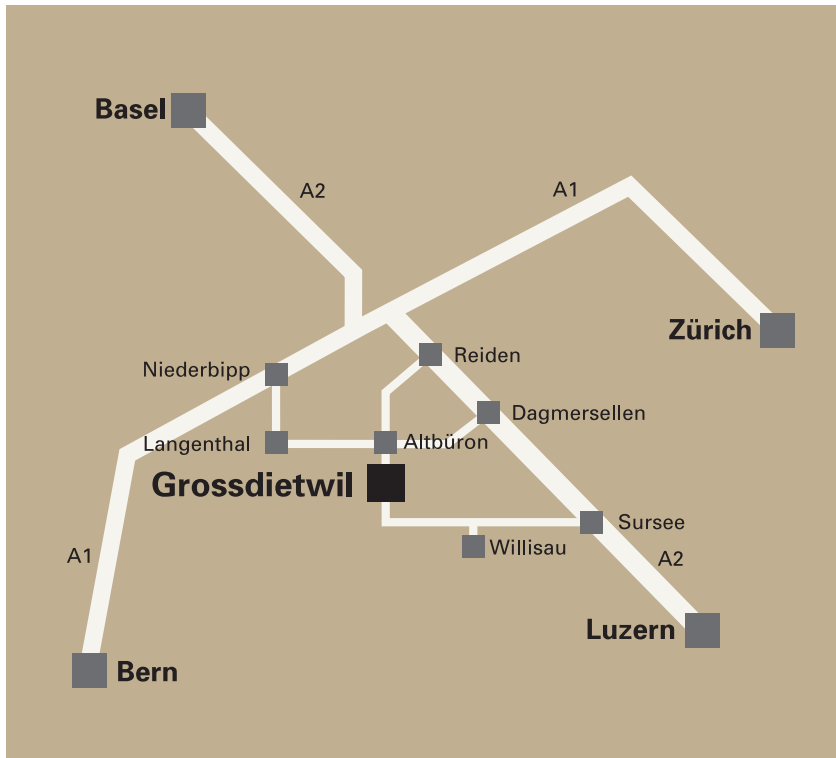 Basel
A2
A1
Zürich
Reiden
Niederbipp
Dagmersellen
Langenthal
Altbüron
Grossdietwil
Sursee
Willisau
A1
A2
Luzern
Bern